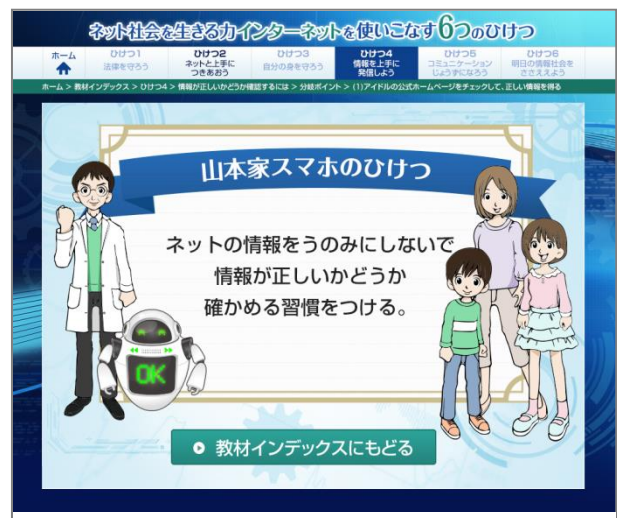 ネット社会を生きる力インターネットを使いこなす6つのひけつ
ホーム
ひけつ1
法律を守ろう
ひけつ2
ネットと上手に
つきあおう
ひけつ3
自分の身を守ろう
ひけつ4
情報を上手に
発信しよう
ひけつ5
コミュニケーション
じょうずになろう
ひけつ6
明日の情報社会を
ささええよう
ホーム > 教材インデックス > ひけつ4 > 情報が正しいかどうか確認するには > 分岐ポイント > (1)アイドルの公式ホームページをチェックして、正しい情報を得る
山本家スマホのひけつ
ネットの情報をうのみにしないで
情報が正しいかどうか
確かめる習慣をつける。
OK
教材インデックスにもどる